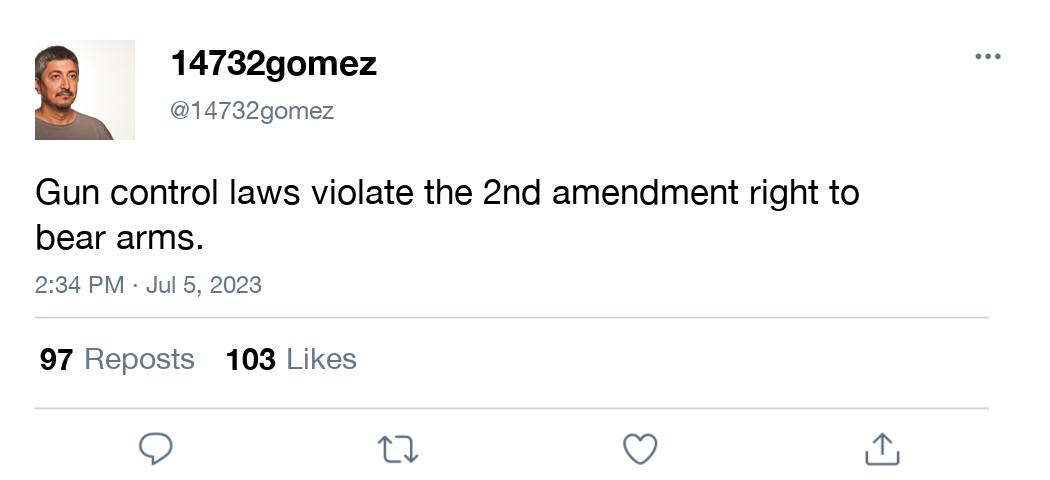 14732gomez
@14732gomez
Gun control laws violate the 2nd amendment right to
bear arms.
2:34 PM · Jul 5, 2023
97 Reposts 103 Likes